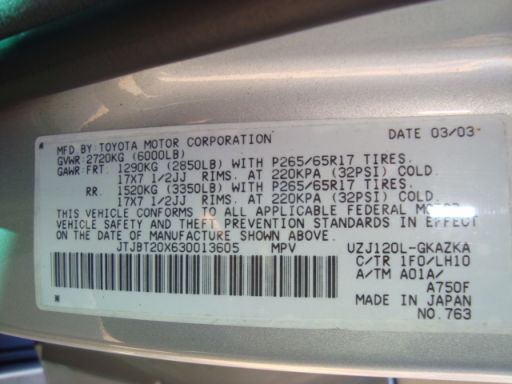 MFD.BY:TOYOTA MOTOR CORPORATION DATE 03/03
GVWR:2720KG (6000LB)
GAWR:FRT. 1290KG (2850LB) WITH P265/65R17 TIRES.
17X7 1/2JJ RIMS. AT 220KPA (32PSI) COLD.
RR. 1520KG (3350LB) WITH P265/65R17 TIRES.
17X7 1/2JJ RIMS. AT 220KPA (32PSI) COLD.
THIS VEHICLE CONFORMS TO ALL APPLICABLE FEDERAL MOTOR
VEHICLE SAFETY AND THEFT PREVENTION STANDARDS IN EFFECT
ON THE DATE OF MANUFACTURE SHOWN ABOVE.
JTJBT20X630013605 MPV UZJ120L-GKAZKA
C/TR 1F0/LH10
A/TM A01A/
A750F
MADE IN JAPAN
NO.763